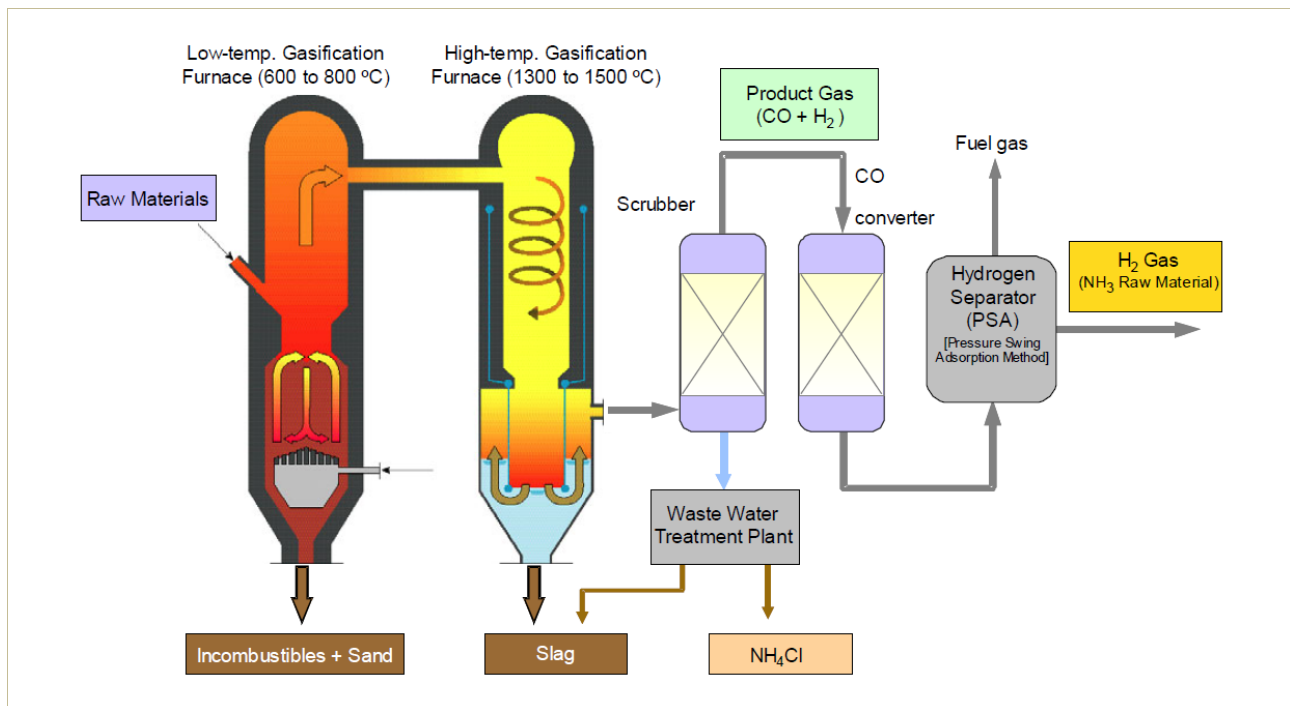 Low-temp. Gasification
Furnace (600 to 800 ºC)
High-temp. Gasification
Furnace (1300 to 1500 ºC)
Product Gas
(CO + H₂ )
Fuel gas
Raw Materials
Scrubber
CO
converter
H₂ Gas
(NH₃ Raw Material)
Hydrogen
Separator
(PSA)
[Pressure Swing
Adsorption Method]
Waste Water
Treatment Plant
Incombustibles + Sand
Slag
NH₄Cl